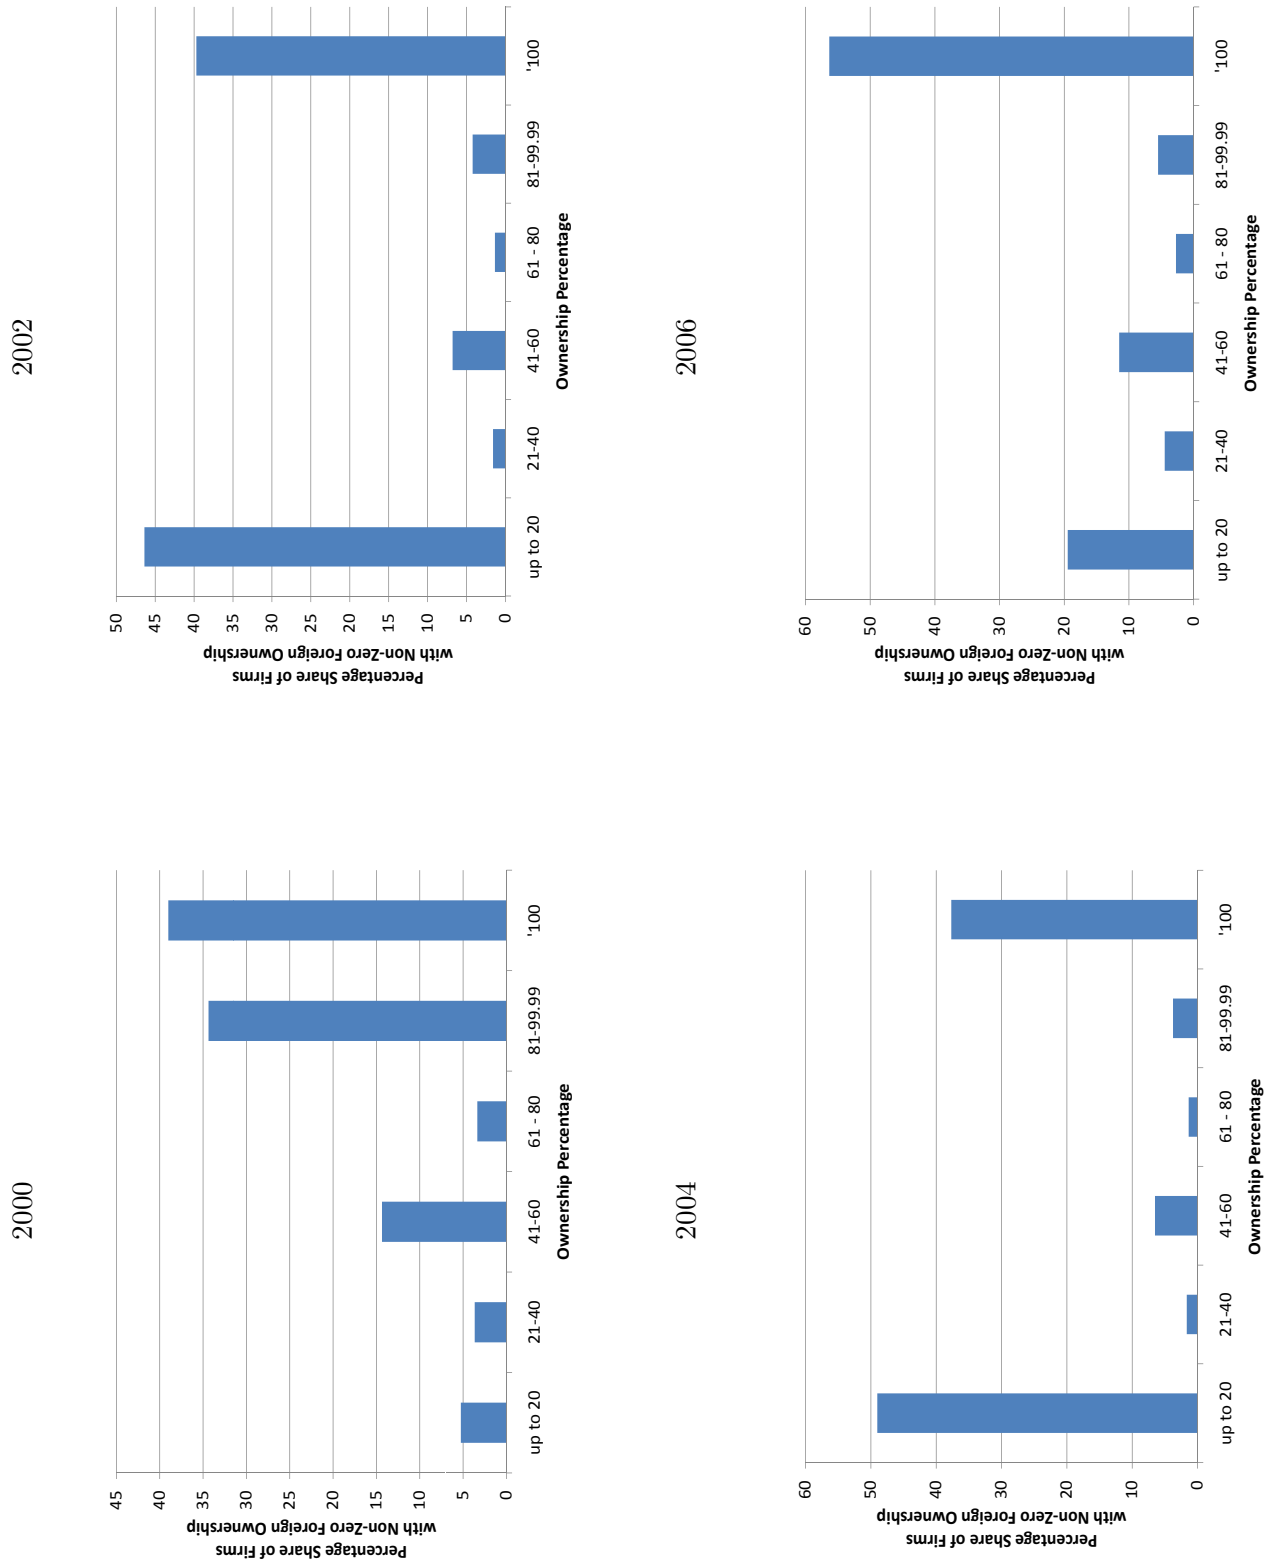 2000
Percentage Share of Firms
with Non-Zero Foreign Ownership
45
40
35
30
25
20
15
10
5
0
up to 20
21-40
41-60
61 - 80
81-99.99
'100
Ownership Percentage
2002
Percentage Share of Firms
with Non-Zero Foreign Ownership
50
45
40
35
30
25
20
15
10
5
0
up to 20
21-40
41-60
61 - 80
81-99.99
'100
Ownership Percentage
2004
Percentage Share of Firms
with Non-Zero Foreign Ownership
60
50
40
30
20
10
0
up to 20
21-40
41-60
61 - 80
81-99.99
'100
Ownership Percentage
2006
Percentage Share of Firms
with Non-Zero Foreign Ownership
60
50
40
30
20
10
0
up to 20
21-40
41-60
61 - 80
81-99.99
'100
Ownership Percentage